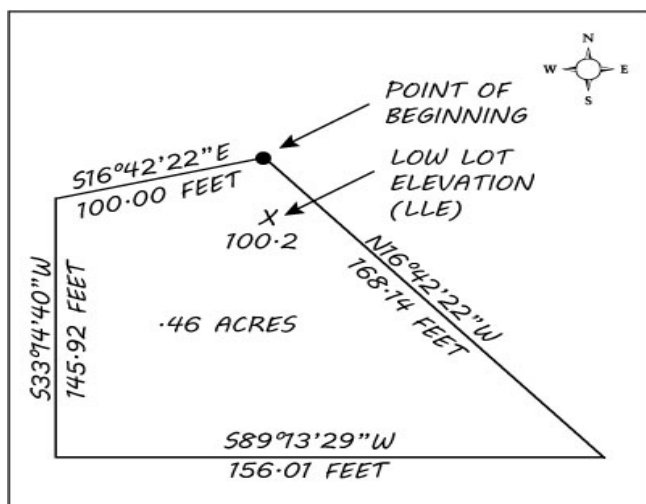 N
W E
S
POINT OF
BEGINNING
LOW LOT
ELEVATION
(LLE)
S16°42'22"E
100.00 FEET
X
100.2
N16°42'22"W
168.14 FEET
S33°14'40"W
145.92 FEET
.46 ACRES
S89°13'29"W
156.01 FEET